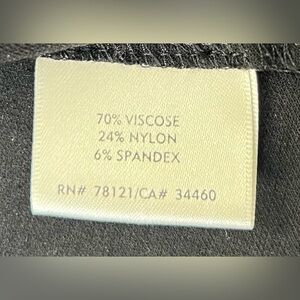 70% VISCOSE
24% NYLON
6% SPANDEX
RN# 78121/CA# 34460